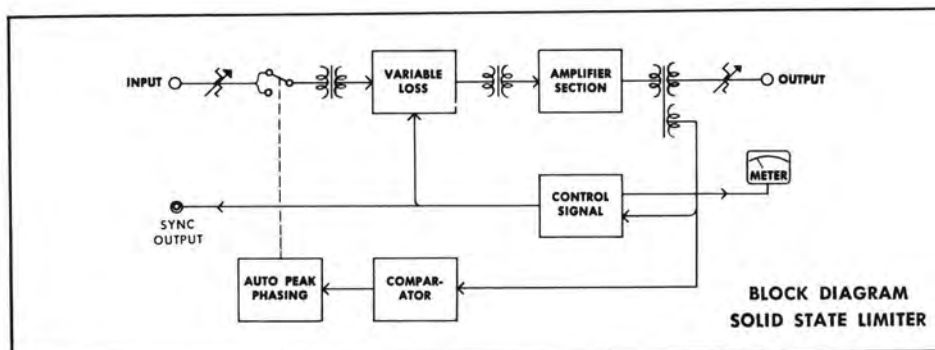 INPUT
VARIABLE
LOSS
AMPLIFIER
SECTION
OUTPUT
METER
CONTROL
SIGNAL
SYNC
OUTPUT
AUTO PEAK
PHASING
COMPAR-
ATOR
BLOCK DIAGRAM
SOLID STATE LIMITER